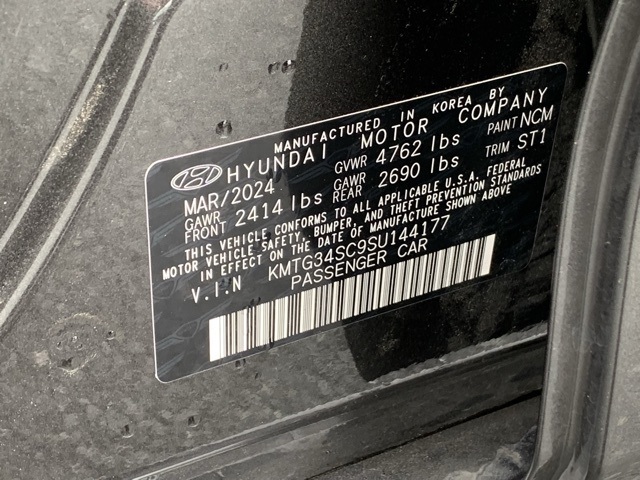 MANUFACTURED IN KOREA BY
HYUNDAI MOTOR COMPANY
MAR/2024 GVWR 4762 lbs PAINT NCM
GAWR FRONT 2414 lbs GAWR REAR 2690 lbs TRIM ST1
THIS VEHICLE CONFORMS TO ALL APPLICABLE U.S.A. FEDERAL
MOTOR VEHICLE SAFETY, BUMPER, AND THEFT PREVENTION STANDARDS
IN EFFECT ON THE DATE OF MANUFACTURE SHOWN ABOVE
V.I.N KMTG34SC9SU144177
PASSENGER CAR